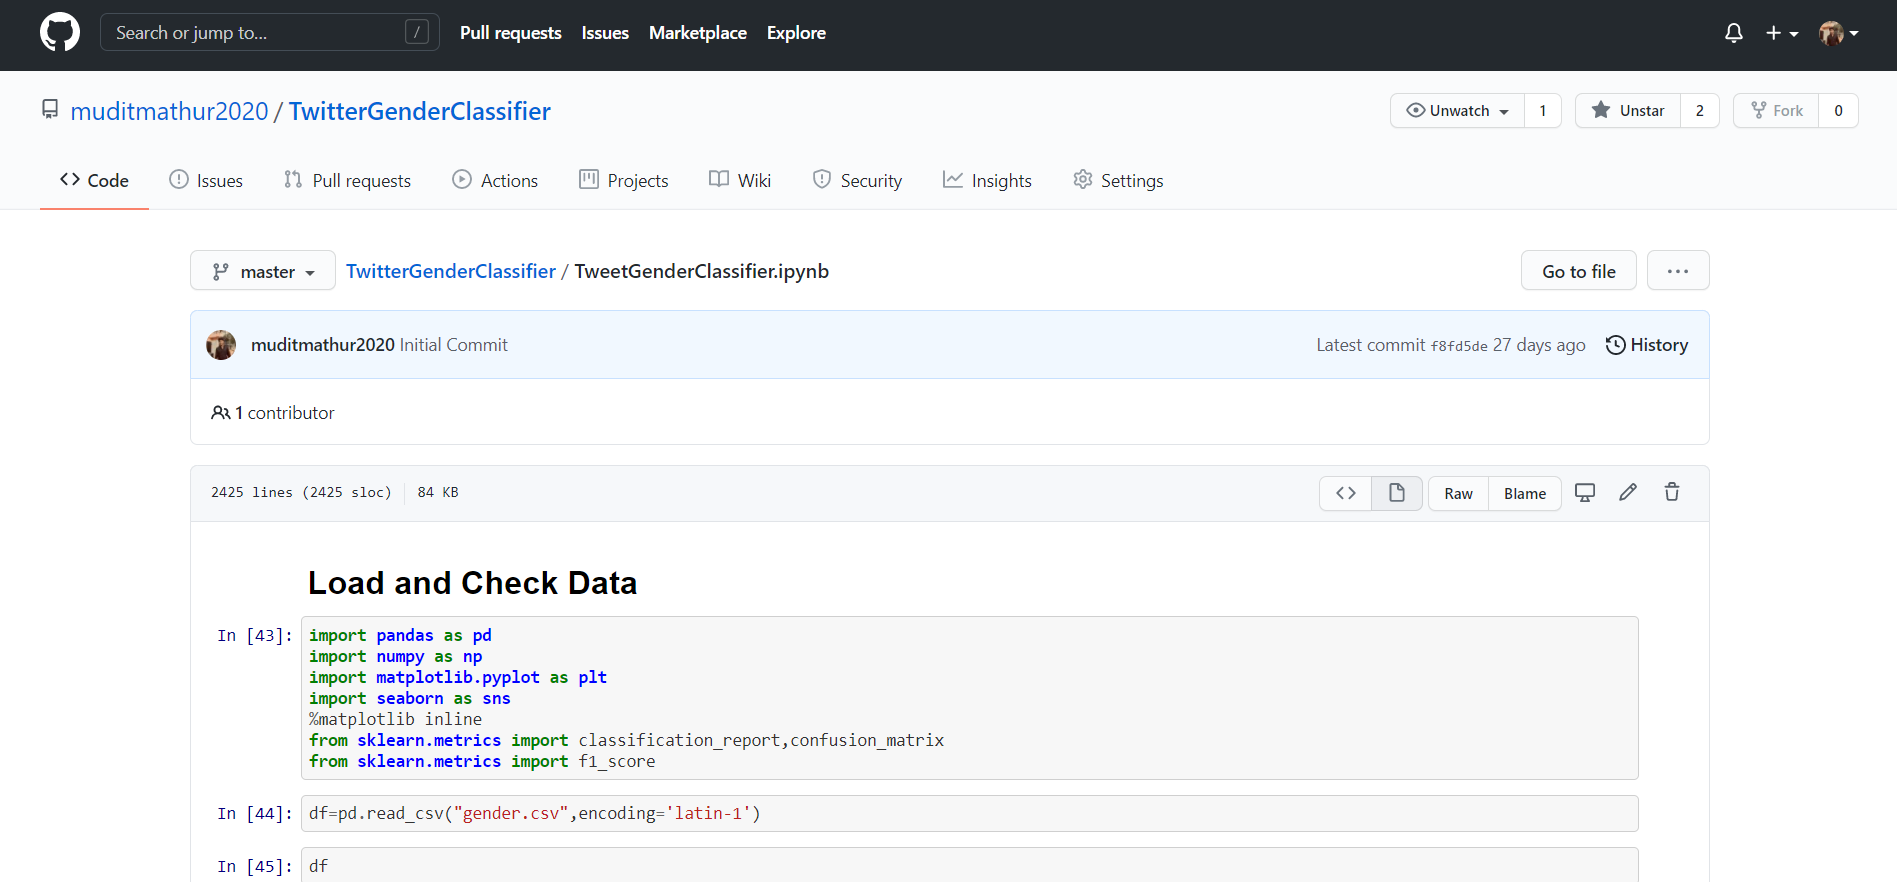 Search or jump to... /
Pull requests Issues Marketplace Explore
muditmathur2020 / TwitterGenderClassifier
Unwatch 1 Unstar 2 Fork 0
Code Issues Pull requests Actions Projects Wiki Security Insights Settings
master TwitterGenderClassifier / TweetGenderClassifier.ipynb Go to file ...
muditmathur2020 Initial Commit Latest commit f8fd5de 27 days ago History
1 contributor
2425 lines (2425 sloc) 84 KB <> Raw Blame
Load and Check Data
In [43]: import pandas as pd
import numpy as np
import matplotlib.pyplot as plt
import seaborn as sns
%matplotlib inline
from sklearn.metrics import classification_report,confusion_matrix
from sklearn.metrics import f1_score
In [44]: df=pd.read_csv("gender.csv",encoding='latin-1')
In [45]: df